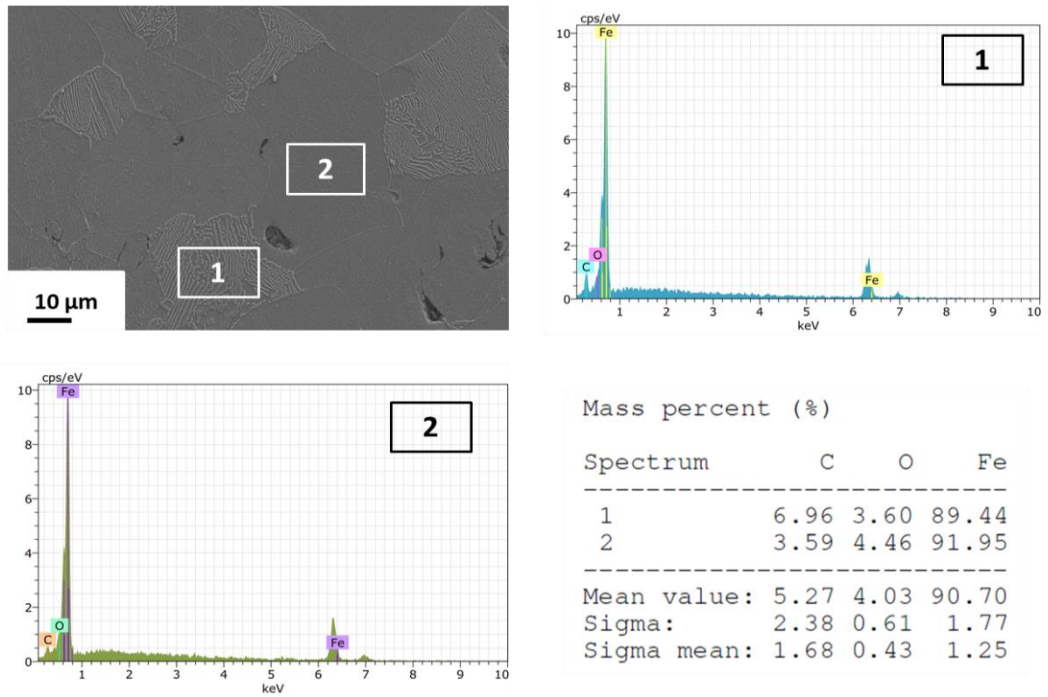 2
1
10 µm
cps/eV
Fe
1
10
8
6
4
2
0
C
O
Fe
1 2 3 4 5 6 7 8 9 10
keV
cps/eV
Fe
2
10
8
6
4
2
0
C
O
Fe
1 2 3 4 5 6 7 8 9 10
keV
Mass percent (%)
Spectrum C O Fe
1 6.96 3.60 89.44
2 3.59 4.46 91.95
Mean value: 5.27 4.03 90.70
Sigma: 2.38 0.61 1.77
Sigma mean: 1.68 0.43 1.25